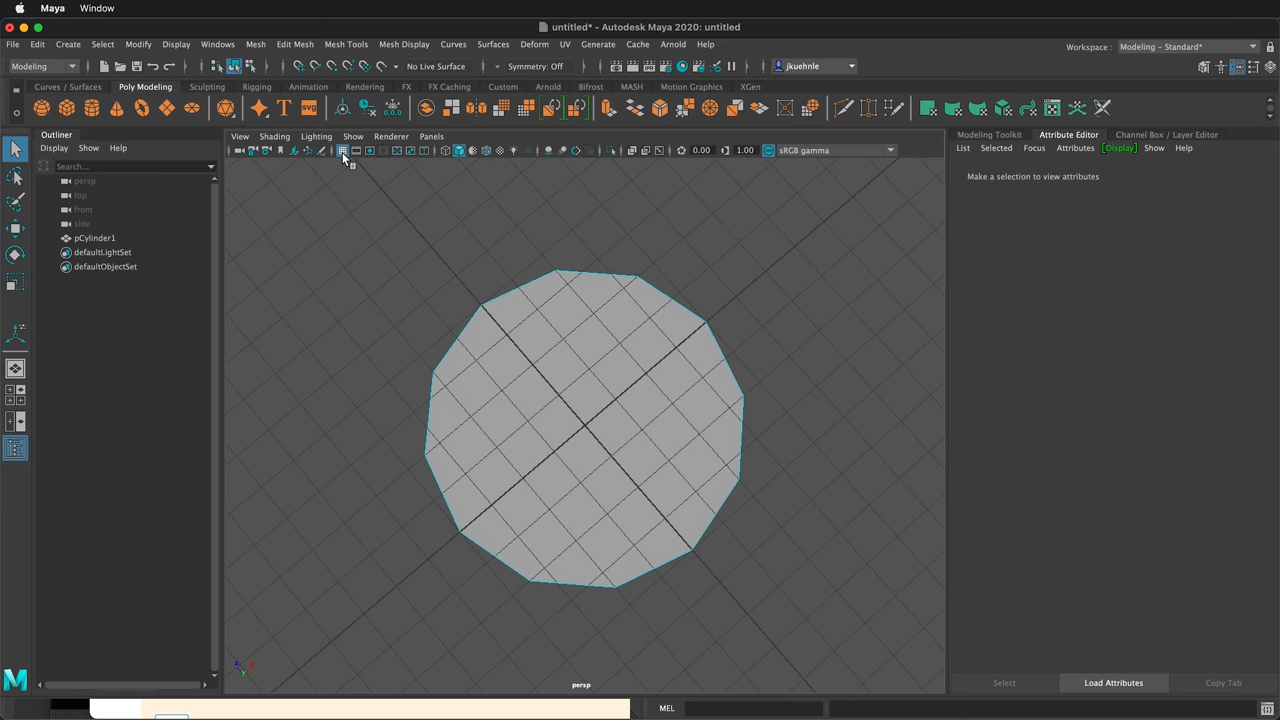 Maya Window
untitled* - Autodesk Maya 2020: untitled
File Edit Create Select Modify Display Windows Mesh Edit Mesh Mesh Tools Mesh Display Curves Surfaces Deform UV Generate Cache Arnold Help
Workspace : Modeling - Standard*
Modeling No Live Surface Symmetry: Off jkuehnle
Curves / Surfaces Poly Modeling Sculpting Rigging Animation Rendering FX FX Caching Custom Arnold Bifrost MASH Motion Graphics XGen
T SVG
Outliner
Display Show Help
Search...
persp
top
front
side
pCylinder1
defaultLightSet
defaultObjectSet
View Shading Lighting Show Renderer Panels
0.00 1.00 sRGB gamma
persp
Modeling Toolkit Attribute Editor Channel Box / Layer Editor
List Selected Focus Attributes [Display] Show Help
Make a selection to view attributes
Select Load Attributes Copy Tab
MEL